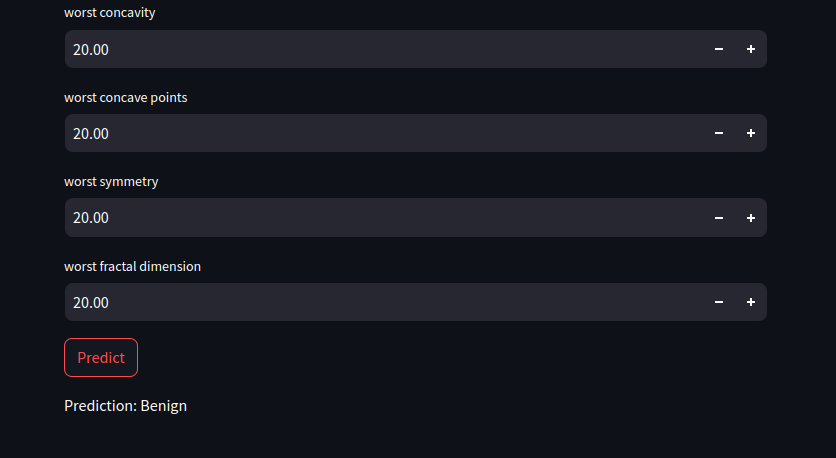 worst concavity
20.00
worst concave points
20.00
worst symmetry
20.00
worst fractal dimension
20.00
Predict
Prediction: Benign